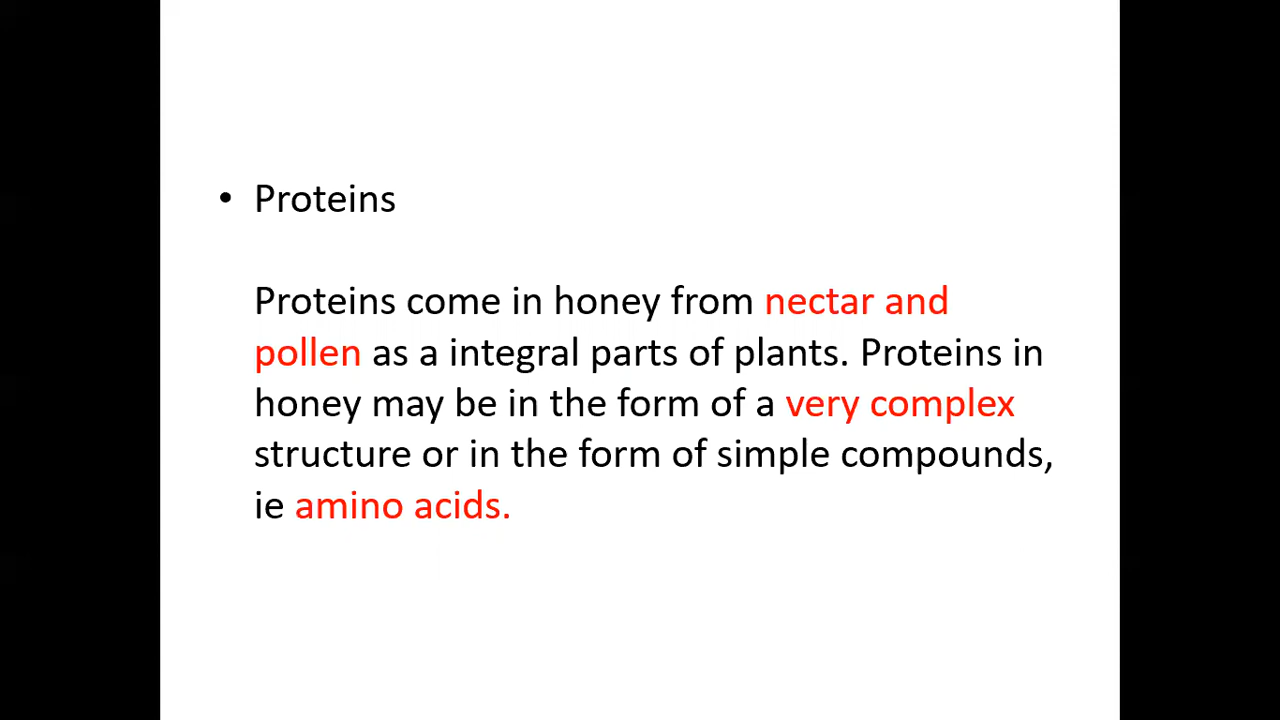 • Proteins
Proteins come in honey from nectar and
pollen as a integral parts of plants. Proteins in
honey may be in the form of a very complex
structure or in the form of simple compounds,
ie amino acids.